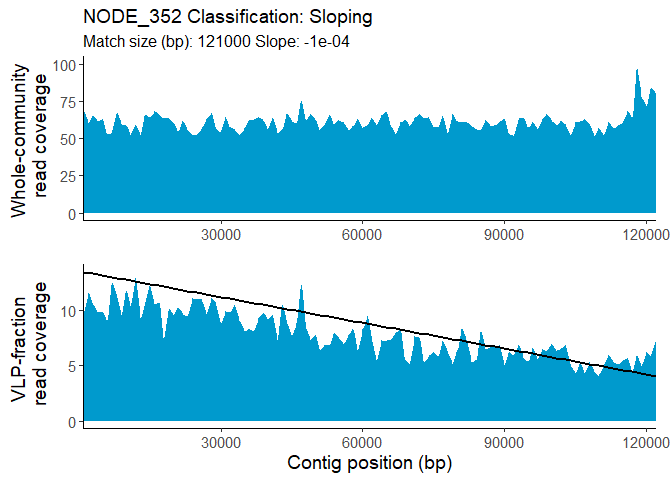 NODE_352 Classification: Sloping
Match size (bp): 121000 Slope: -1e-04
Whole-community
read coverage
100
75
50
25
0
30000
60000
90000
120000
VLP-fraction
read coverage
10
5
0
30000
60000
90000
120000
Contig position (bp)